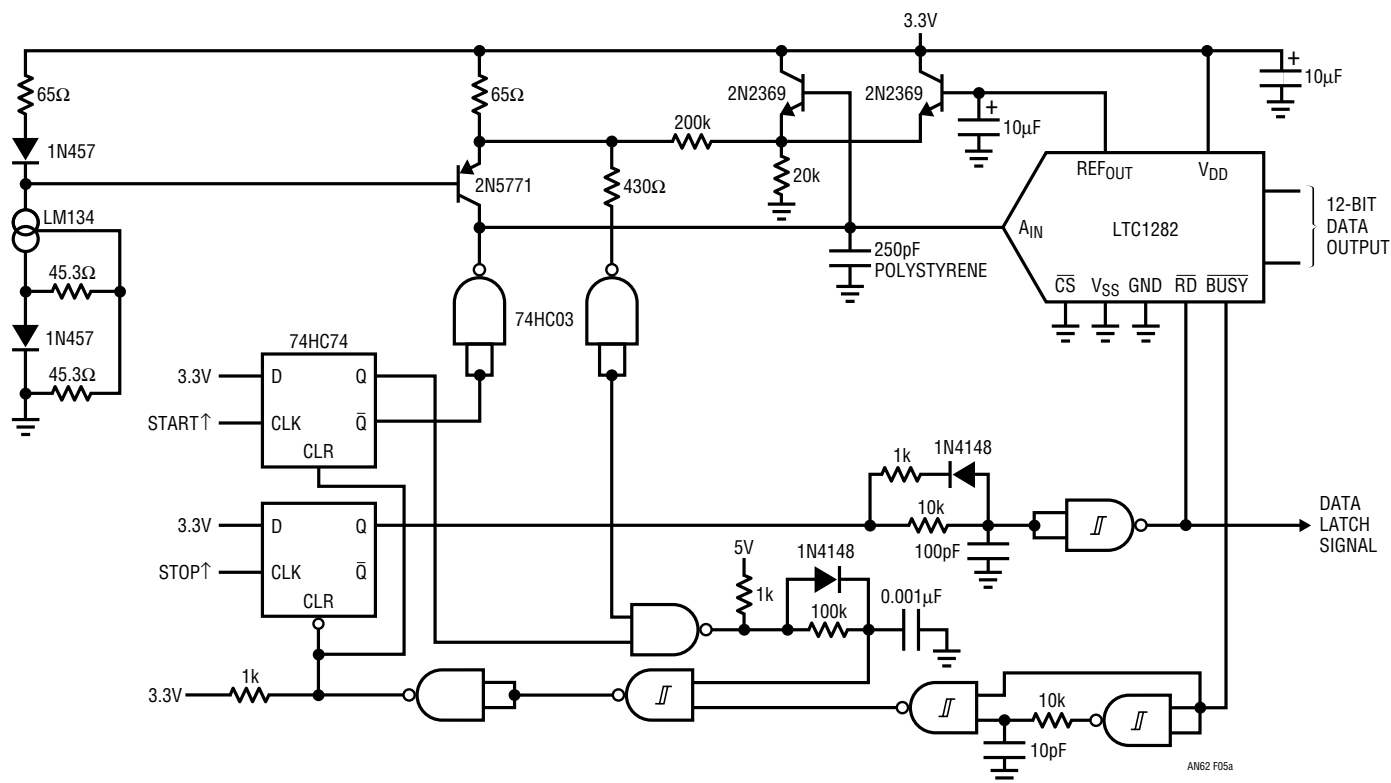 3.3V
65Ω
65Ω
2N2369
2N2369
10µF
+
10µF
+
1N457
200k
2N5771
430Ω
20k
REFOUT
VDD
LM134
AIN
LTC1282
12-BIT
DATA
OUTPUT
250pF
POLYSTYRENE
45.3Ω
CS
VSS
GND
RD
BUSY
1N457
74HC03
74HC74
45.3Ω
3.3V
D
Q
START↑
CLK
Q
CLR
1k
1N4148
3.3V
D
Q
10k
DATA
LATCH
SIGNAL
STOP↑
CLK
Q
100pF
5V
1N4148
CLR
1k
100k
0.001µF
3.3V
1k
10k
10pF
AN62 F05a